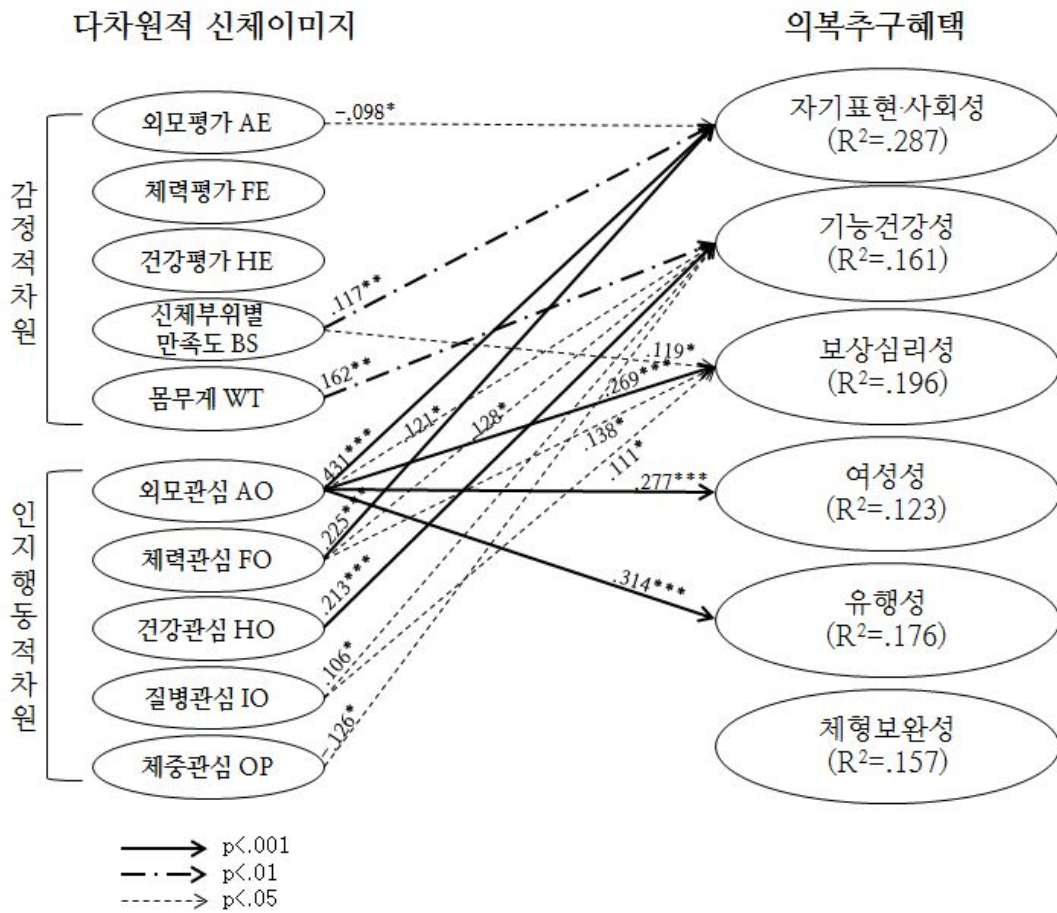 다차원적 신체이미지
의복추구혜택
감정적차원
외모평가 AE
체력평가 FE
건강평가 HE
신체부위별
만족도 BS
몸무게 WT
인지행동적차원
외모관심 AO
체력관심 FO
건강관심 HO
질병관심 IO
체중관심 OP
-.098*
.117**
.162**
.119*
.269***
.121*
.128*
.138*
.111*
.431***
.277***
.225***
.213***
.314***
.106*
-.126*
자기표현·사회성
(R²=.287)
기능건강성
(R²=.161)
보상심리성
(R²=.196)
여성성
(R²=.123)
유행성
(R²=.176)
체형보완성
(R²=.157)
p<.001
p<.01
p<.05